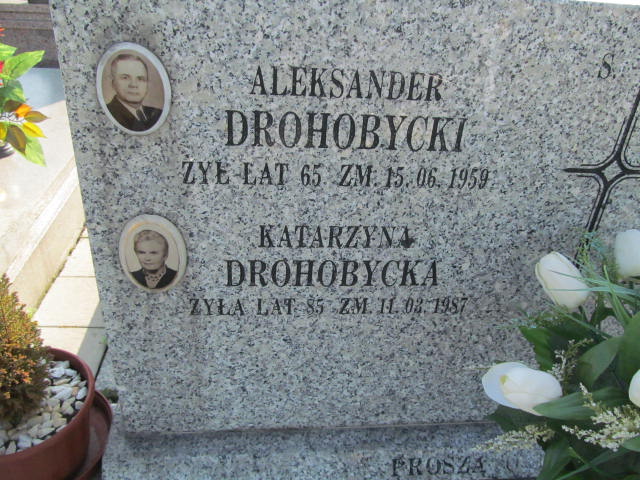 S.
ALEKSANDER
DROHOBYCKI
ŻYŁ LAT 65 ZM. 15. 06. 1959
KATARZYNA
DROHOBYCKA
ŻYŁA LAT 85 ZM. 11. 03. 1987
PROSZĄ